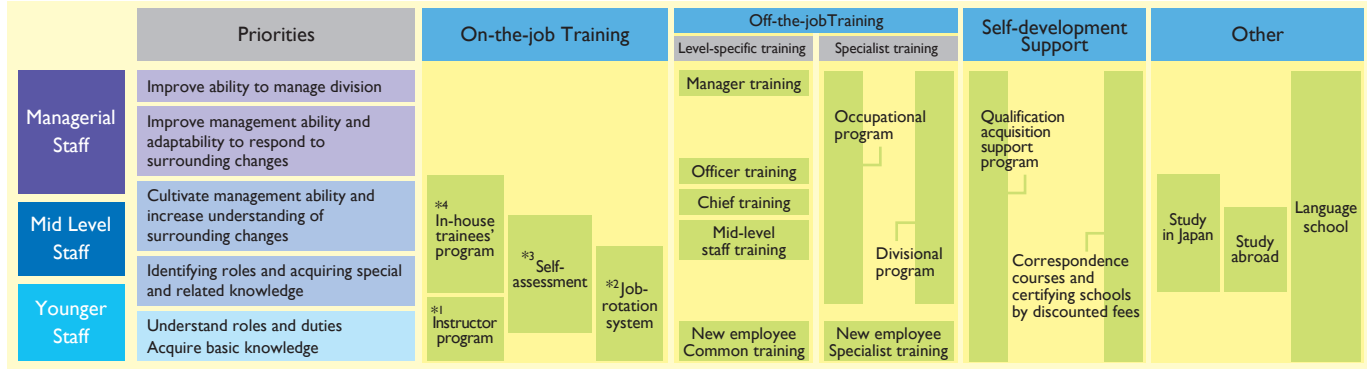 Priorities
On-the-job Training
Off-the-jobTraining
Level-specific training
Specialist training
Self-development
Support
Other
Managerial
Staff
Mid Level
Staff
Younger
Staff
Improve ability to manage division
Improve management ability and
adaptability to respond to
surrounding changes
Cultivate management ability and
increase understanding of
surrounding changes
Identifying roles and acquiring special
and related knowledge
Understand roles and duties
Acquire basic knowledge
*4
In-house
trainees'
program
*1
Instructor
program
*3 Self-
assessment
*2 Job-
rotation
system
Manager training
Officer training
Chief training
Mid-level
staff training
New employee
Common training
Occupational
program
Divisional
program
New employee
Specialist training
Qualification
acquisition
support
program
Correspondence
courses and
certifying schools
by discounted fees
Study
in Japan
Study
abroad
Language
school